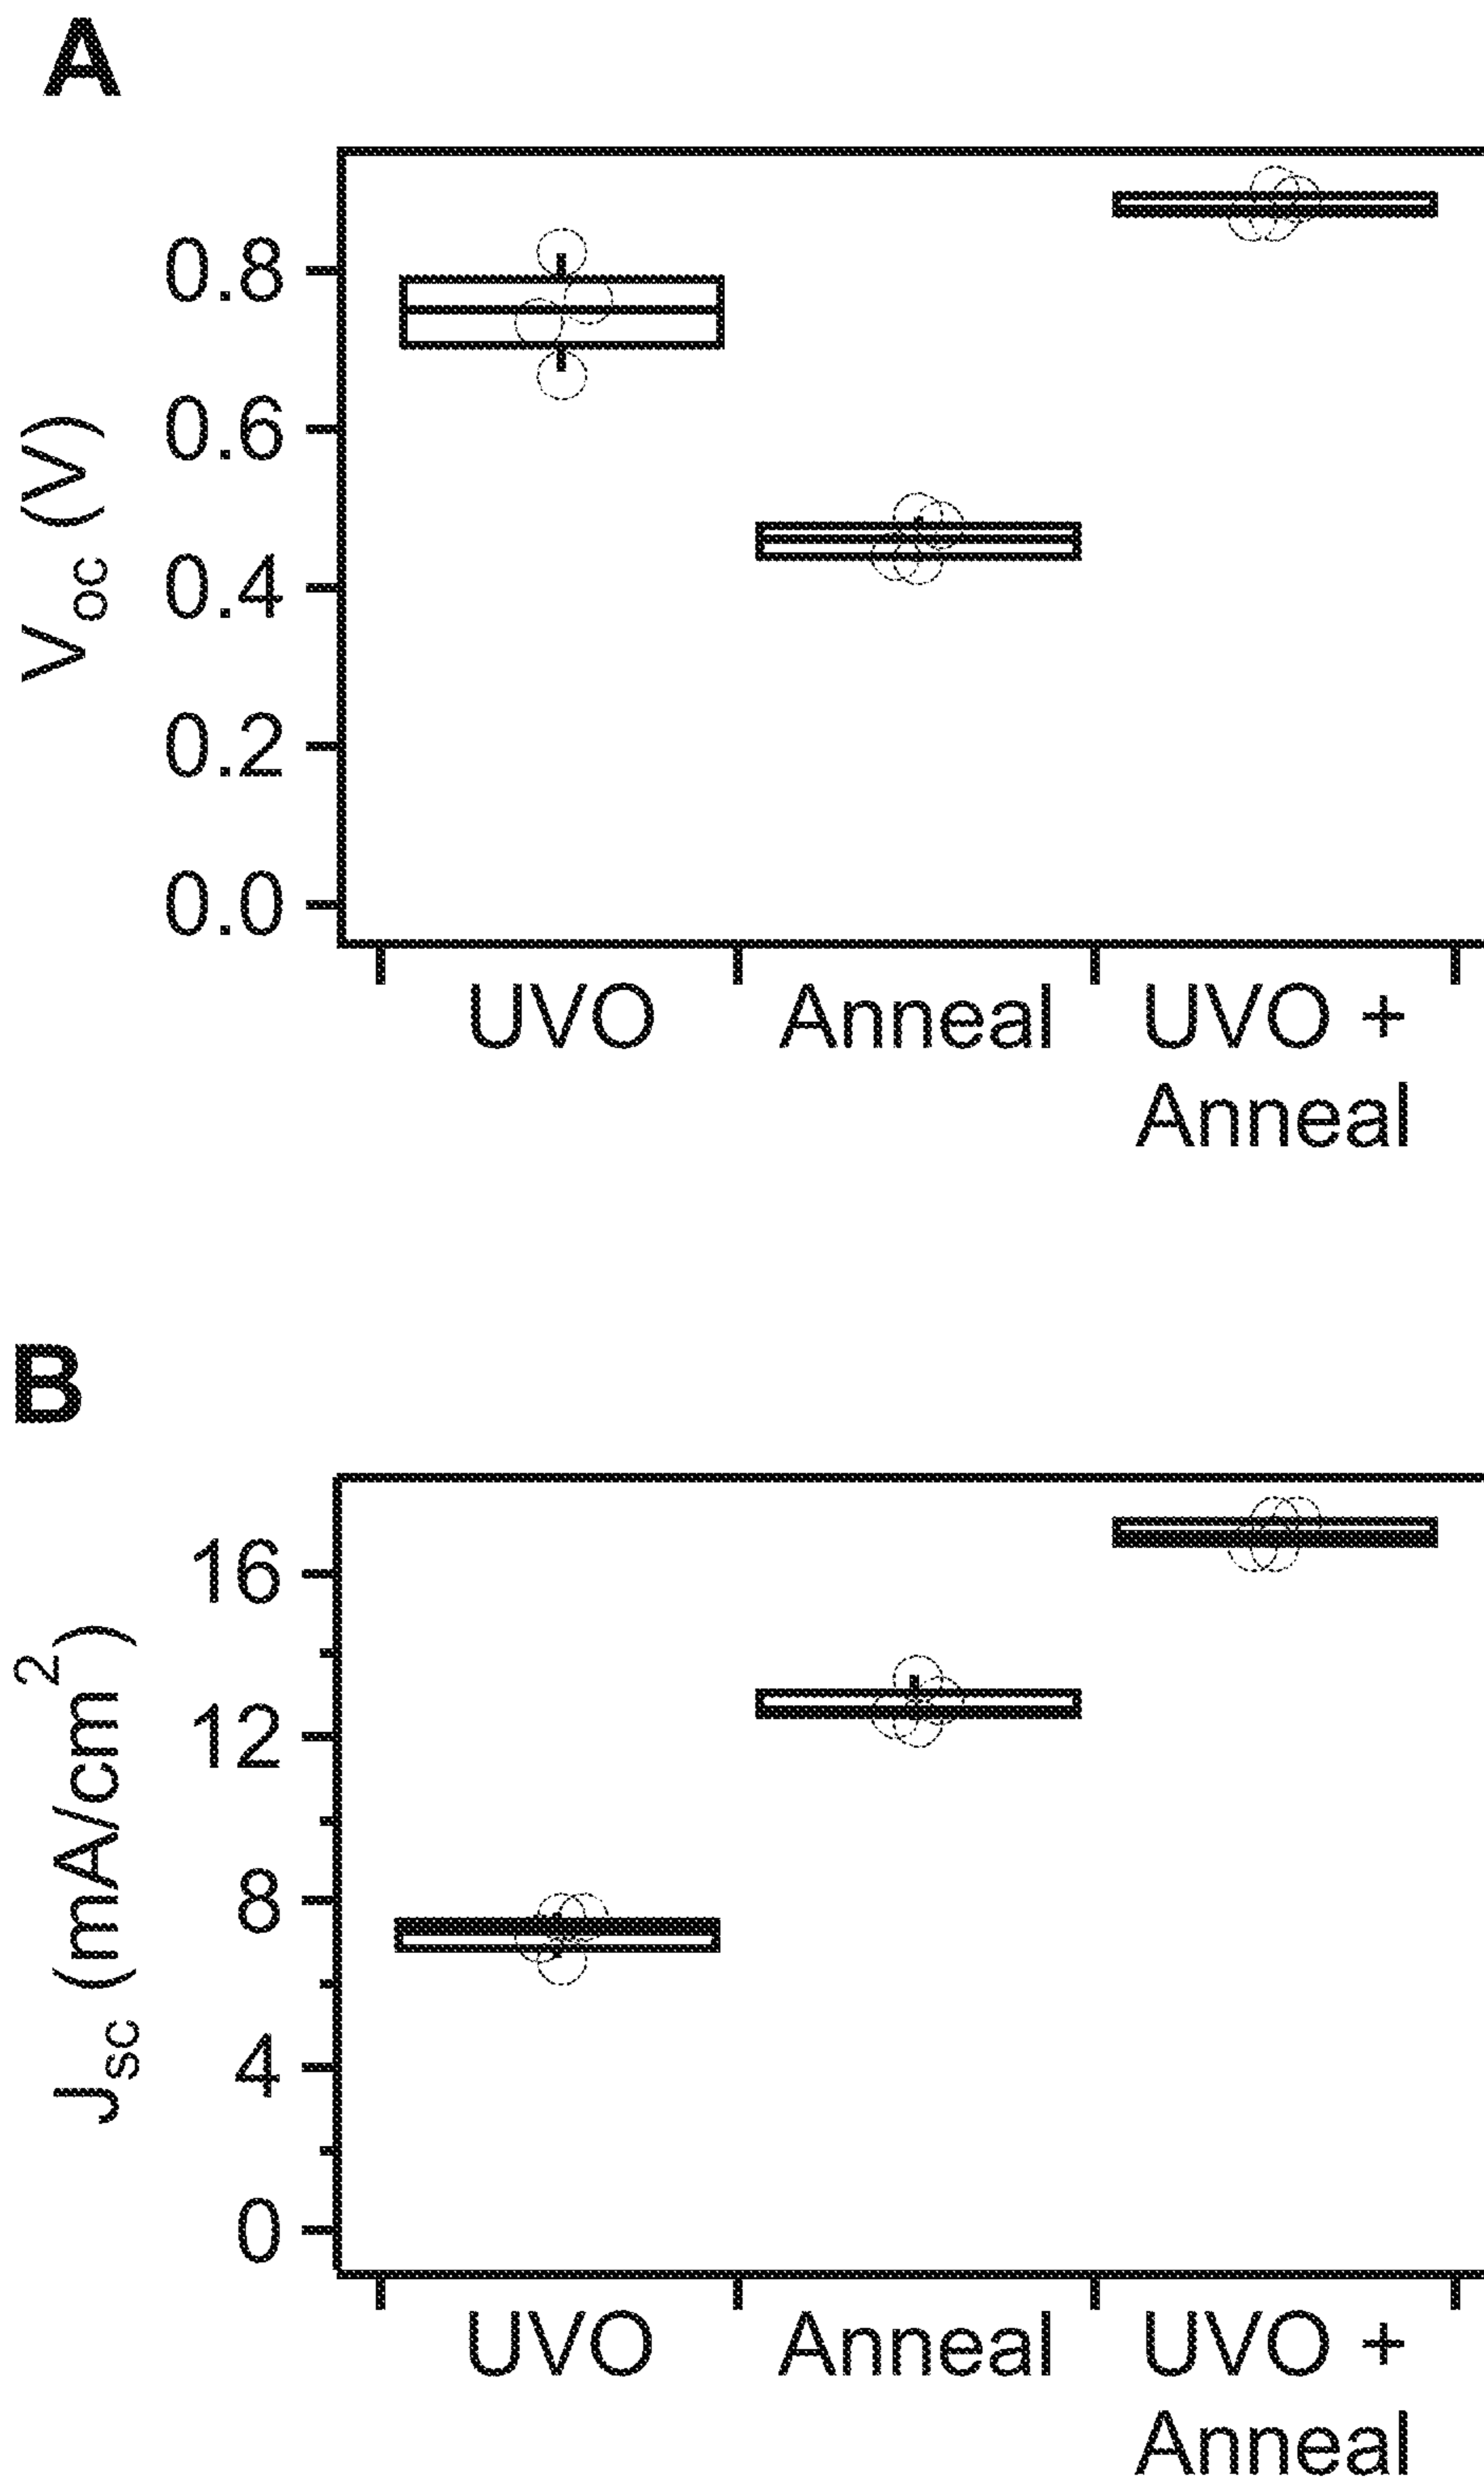 A
0.8
0.6
0.4
0.2
0.0
Voc (V)
UVO
Anneal
UVO +
Anneal
B
16
12
8
4
0
Jsc (mA/cm2)
UVO
Anneal
UVO +
Anneal